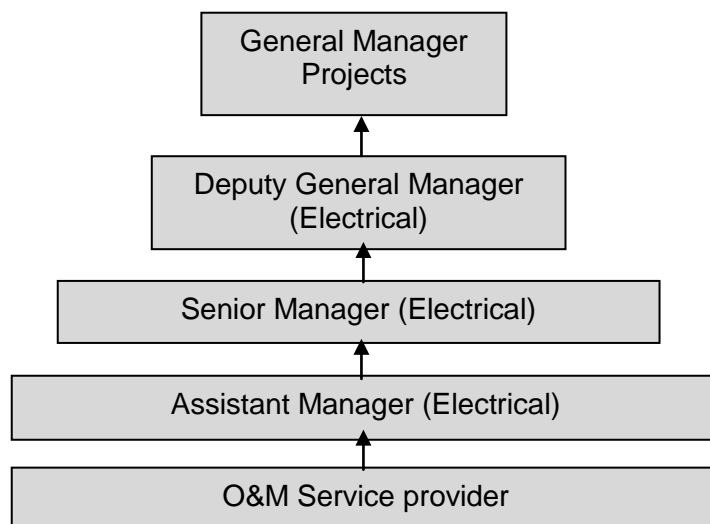 General Manager
Projects
Deputy General Manager
(Electrical)
Senior Manager (Electrical)
Assistant Manager (Electrical)
O&M Service provider